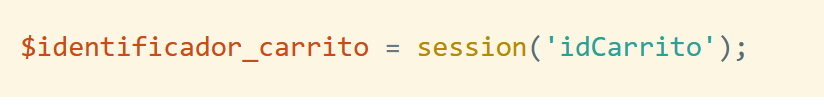 $identificador_carrito = session('idCarrito');